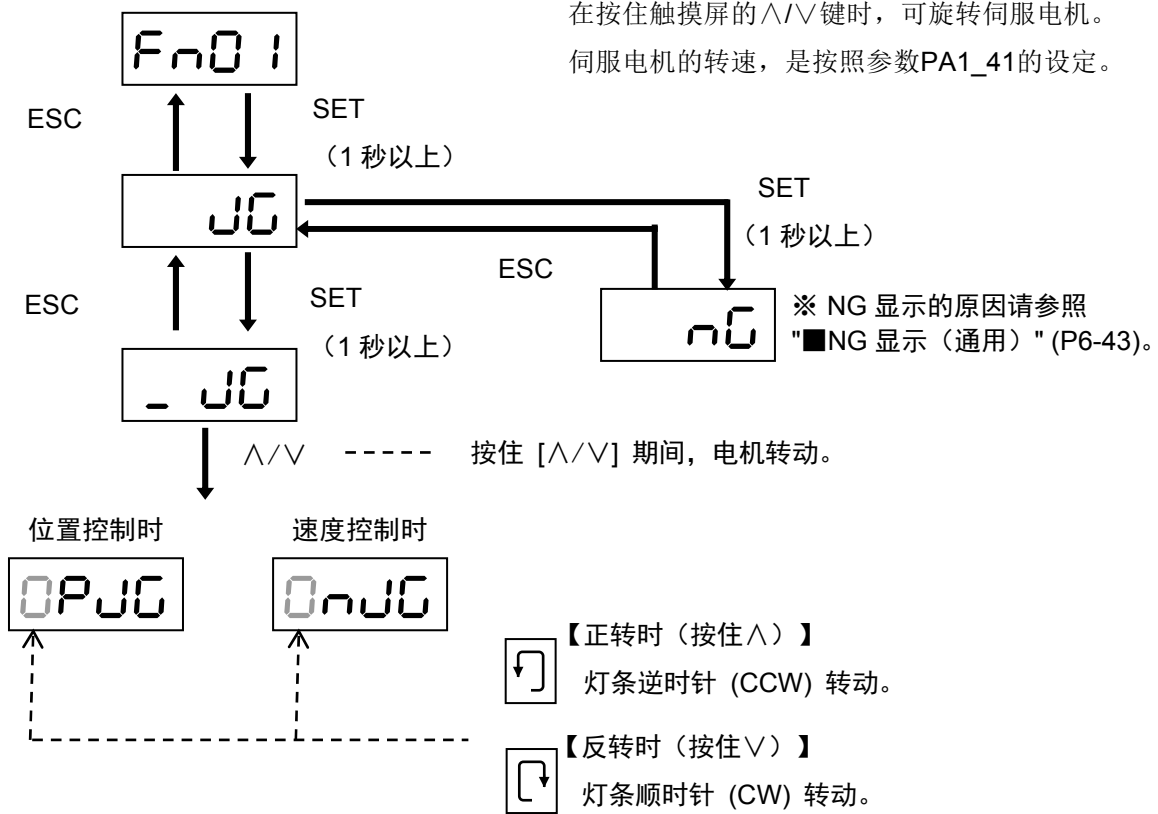 在按住触摸屏的∧/∨键时，可旋转伺服电机。
伺服电机的转速，是按照参数PA1_41的设定。
Fn01
ESC
SET
（1 秒以上）
JG
SET
（1 秒以上）
ESC
ESC
SET
（1 秒以上）
nG
※ NG 显示的原因请参照
"■NG 显示（通用）" (P6-43)。
_ JG
∧/∨ ----- 按住 [∧/∨] 期间，电机转动。
位置控制时
速度控制时
0PJG
0nJG
【正转时（按住∧）】
灯条逆时针 (CCW) 转动。
【反转时（按住∨）】
灯条顺时针 (CW) 转动。